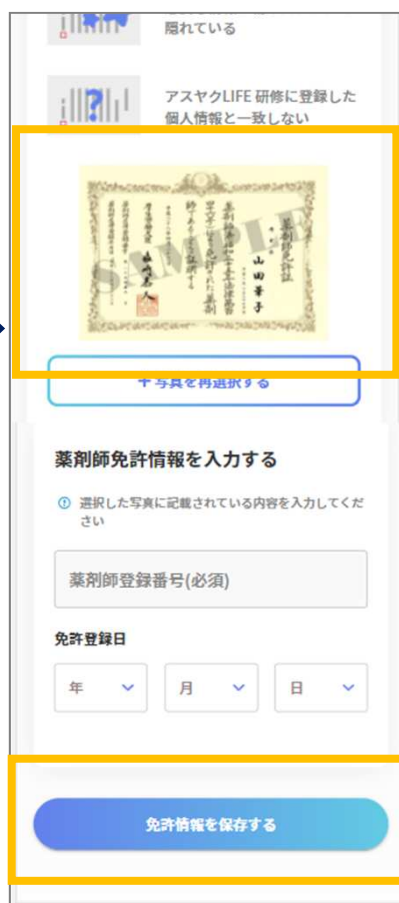 隠れている
アスヤクLIFE 研修に登録した
個人情報と一致しない
薬剤師免許証
山田華子
SAMPLE
+写真を再選択する
薬剤師免許情報を入力する
選択した写真に記載されている内容を入力してくだ
さい
薬剤師登録番号(必須)
免許登録日
年
月
日
免許情報を保存する